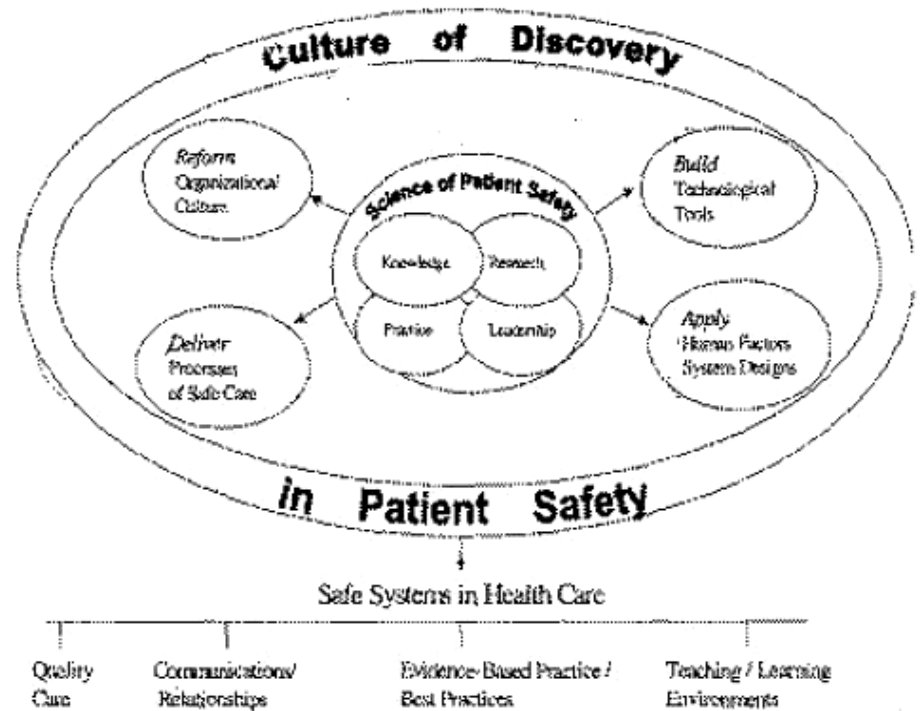 Culture of Discovery
Reform
Organizational
Culture
Build
Technological
Tools
Science of Patient Safety
Knowledge
Research
Practice
Leadership
Deliver
Processes
of Safe Care
Apply
Human Factors
System Designs
in Patient Safety
Safe Systems in Health Care
Quality
Care
Communications/
Relationships
Evidence-Based Practice /
Best Practices
Teaching / Learning
Environments